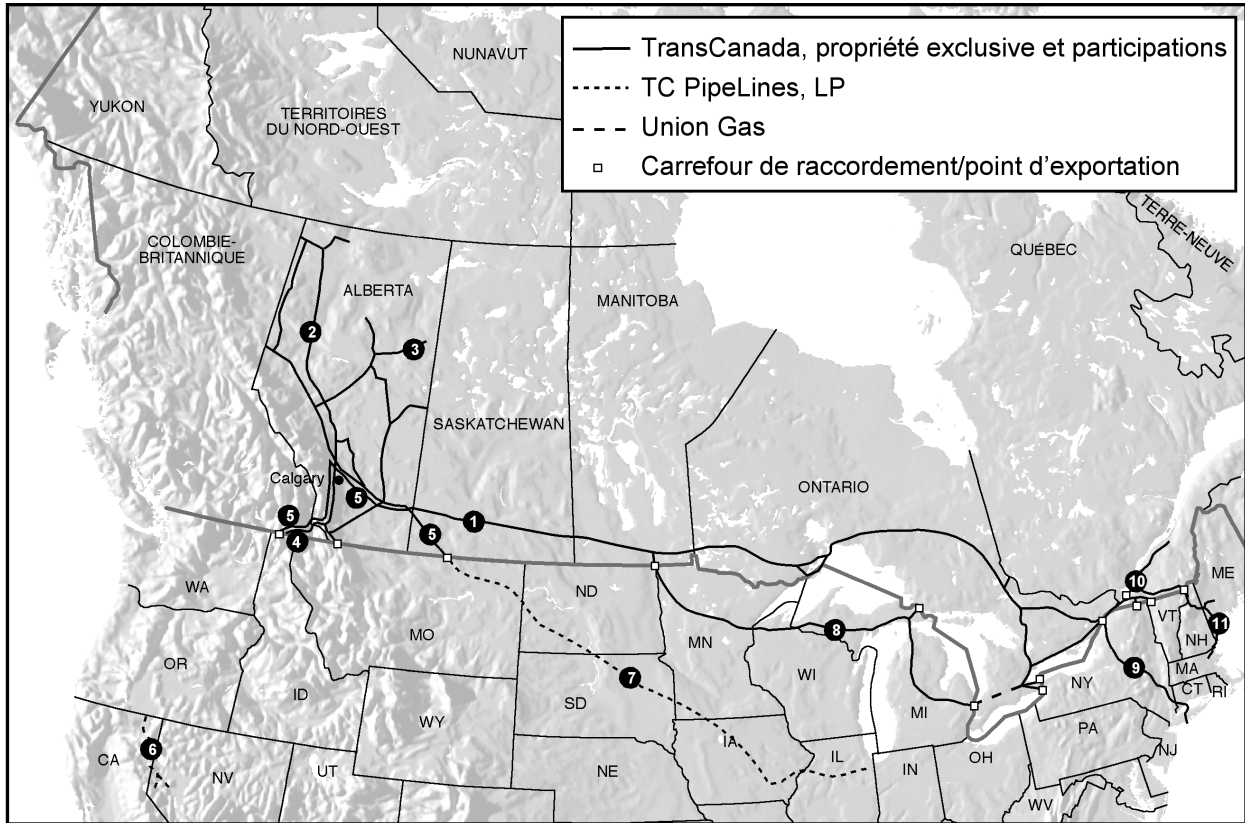 TransCanada, propriété exclusive et participations
TC PipeLines, LP
Union Gas
Carrefour de raccordement/point d'exportation
NUNAVUT
YUKON
TERRITOIRES
DU NORD-OUEST
TERRE-NEUVE
COLOMBIE-
BRITANNIQUE
QUÉBEC
ALBERTA
MANITOBA
2
3
SASKATCHEWAN
Calgary
ONTARIO
5
5
1
5
4
WA
ND
ME
10
VT
11
MO
MN
8
NH
OR
WI
MA
9
ID
SD
7
NY
CT
RI
WY
MI
PA
CA
6
NV
UT
NE
IA
IL
IN
OH
NJ
WV